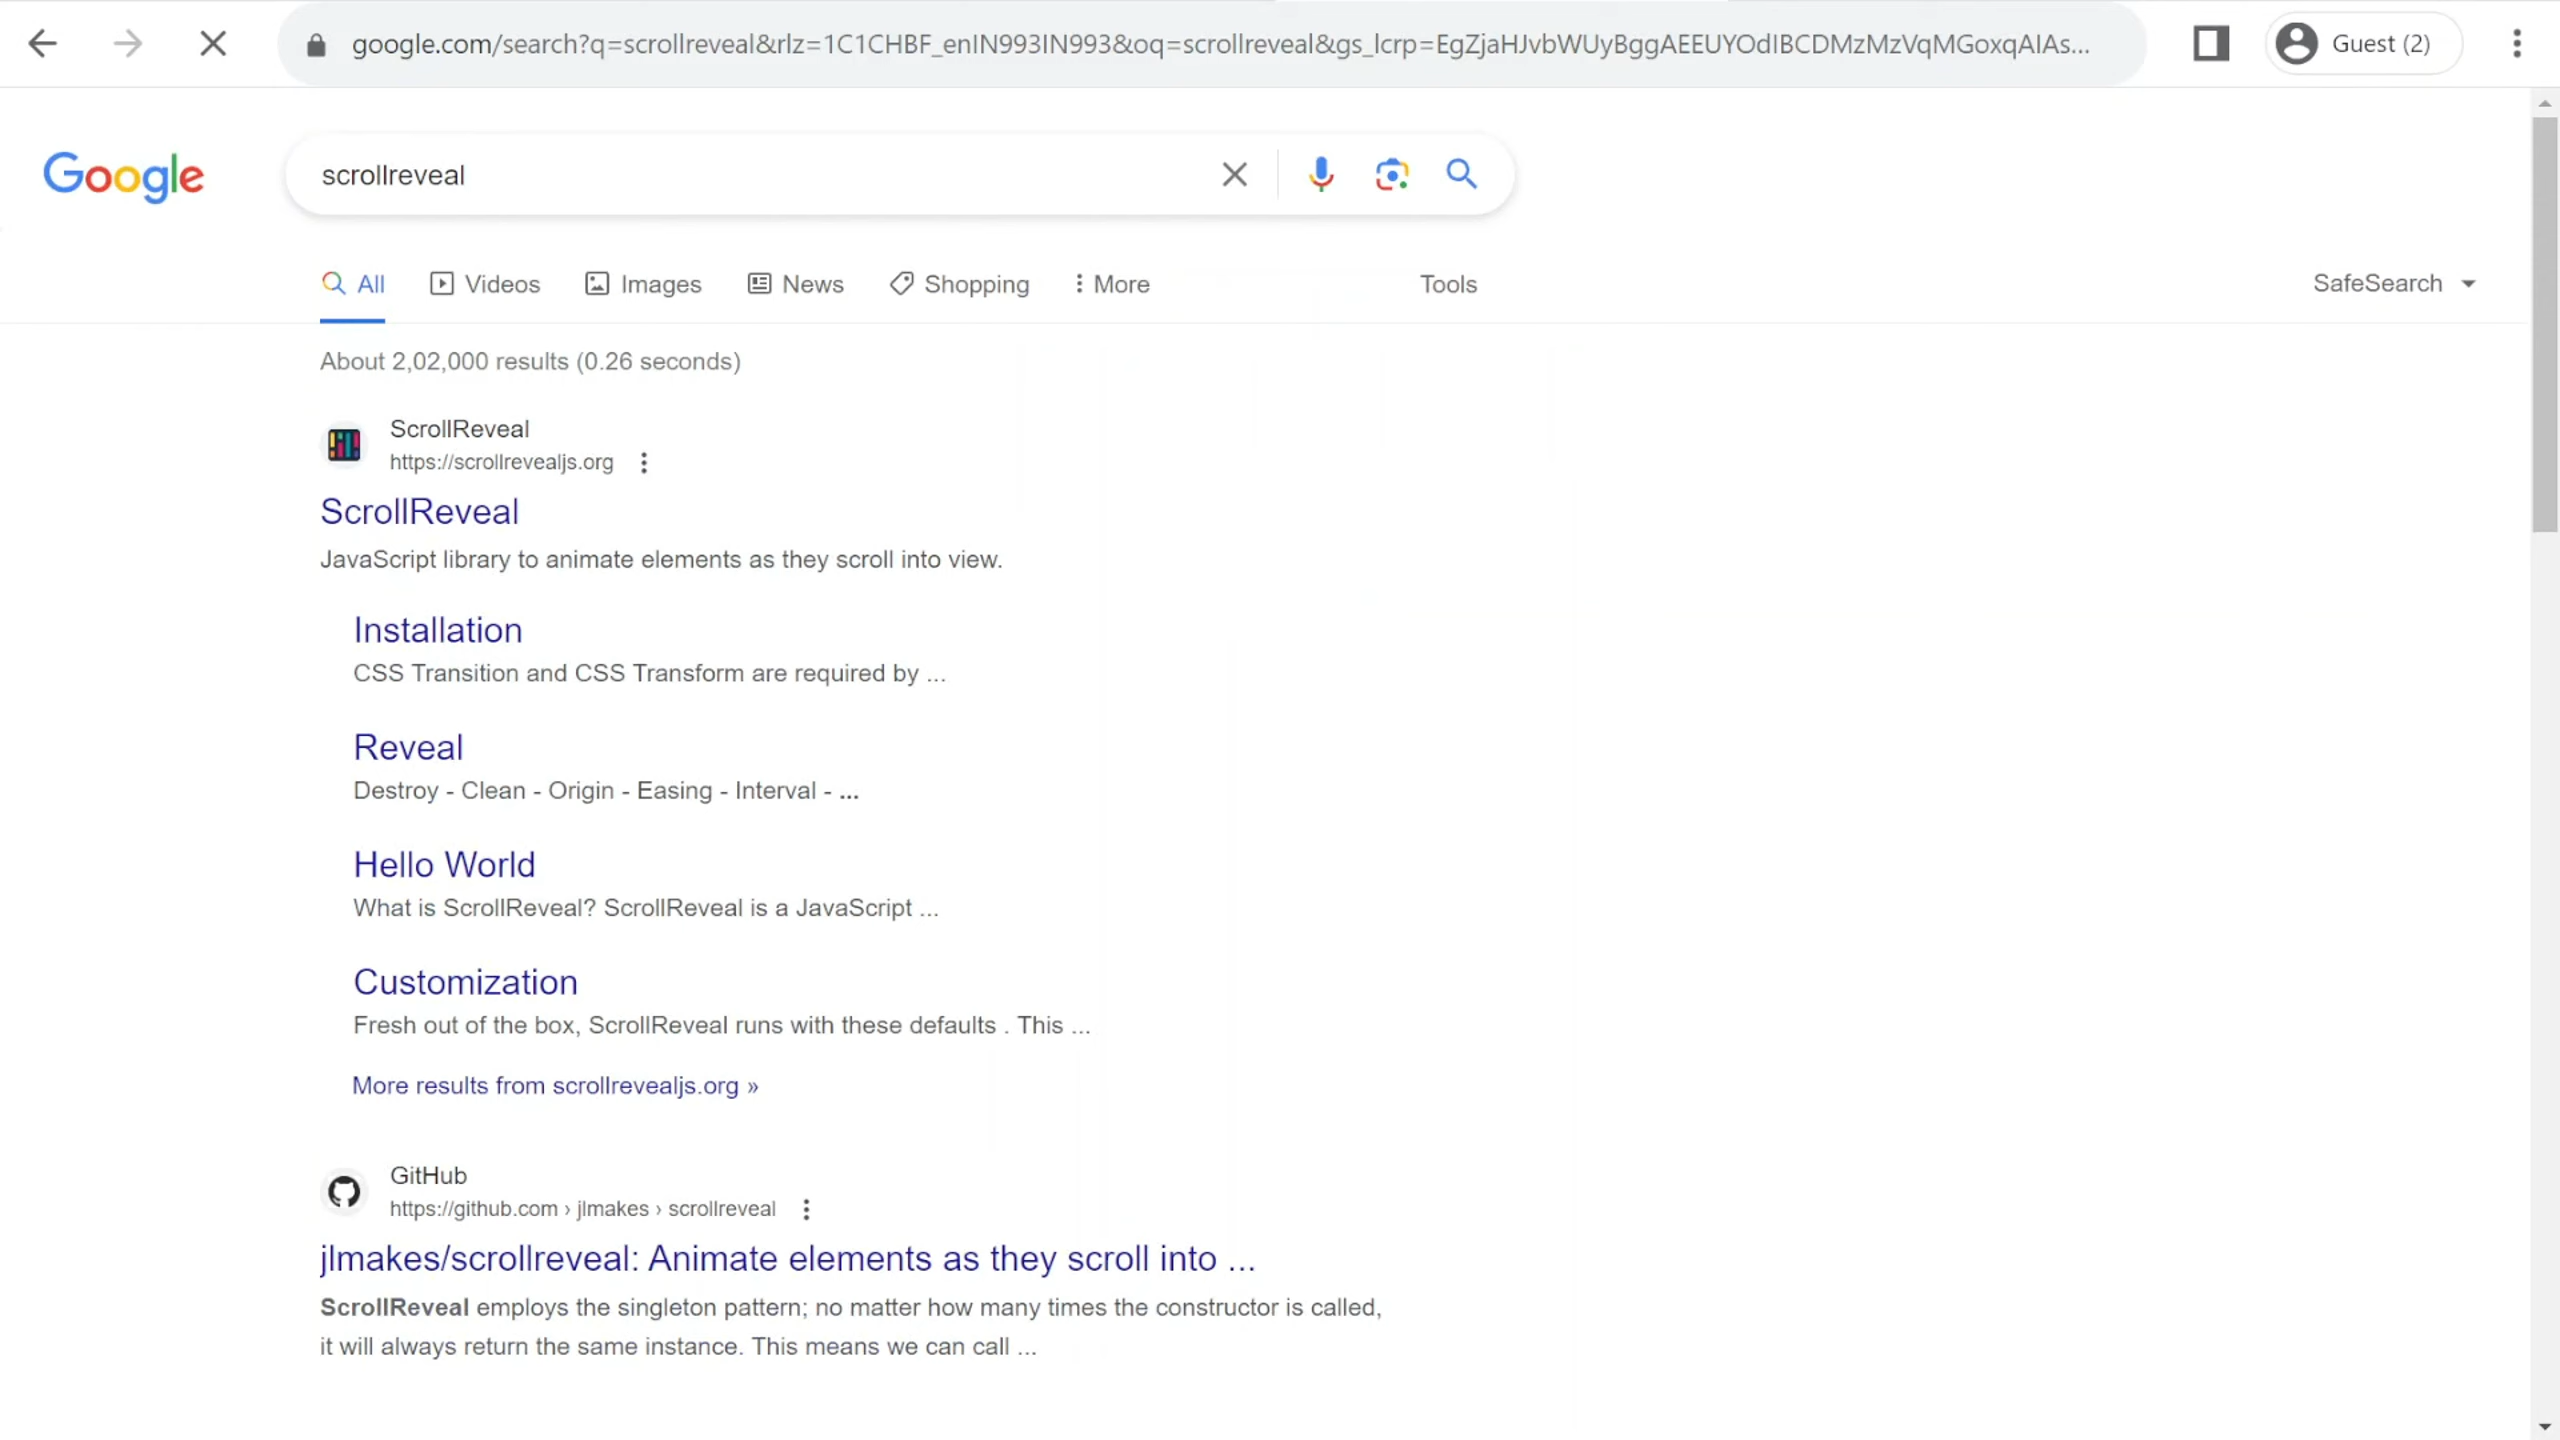 google.com/search?q=scrollreveal&rlz=1C1CHBF_enIN993IN993&oq=scrollreveal&gs_lcrp=EgZjaHJvbWUyBggAEEUYOdIBCDMzMzVqMGoxqAIAs...
Guest (2)
Google
scrollreveal
All
Videos
Images
News
Shopping
More
Tools
SafeSearch
About 2,02,000 results (0.26 seconds)
ScrollReveal
https://scrollrevealjs.org
ScrollReveal
JavaScript library to animate elements as they scroll into view.
Installation
CSS Transition and CSS Transform are required by ...
Reveal
Destroy - Clean - Origin - Easing - Interval - ...
Hello World
What is ScrollReveal? ScrollReveal is a JavaScript ...
Customization
Fresh out of the box, ScrollReveal runs with these defaults . This ...
More results from scrollrevealjs.org »
GitHub
https://github.com › jlmakes › scrollreveal
jlmakes/scrollreveal: Animate elements as they scroll into ...
ScrollReveal employs the singleton pattern; no matter how many times the constructor is called,
it will always return the same instance. This means we can call ...